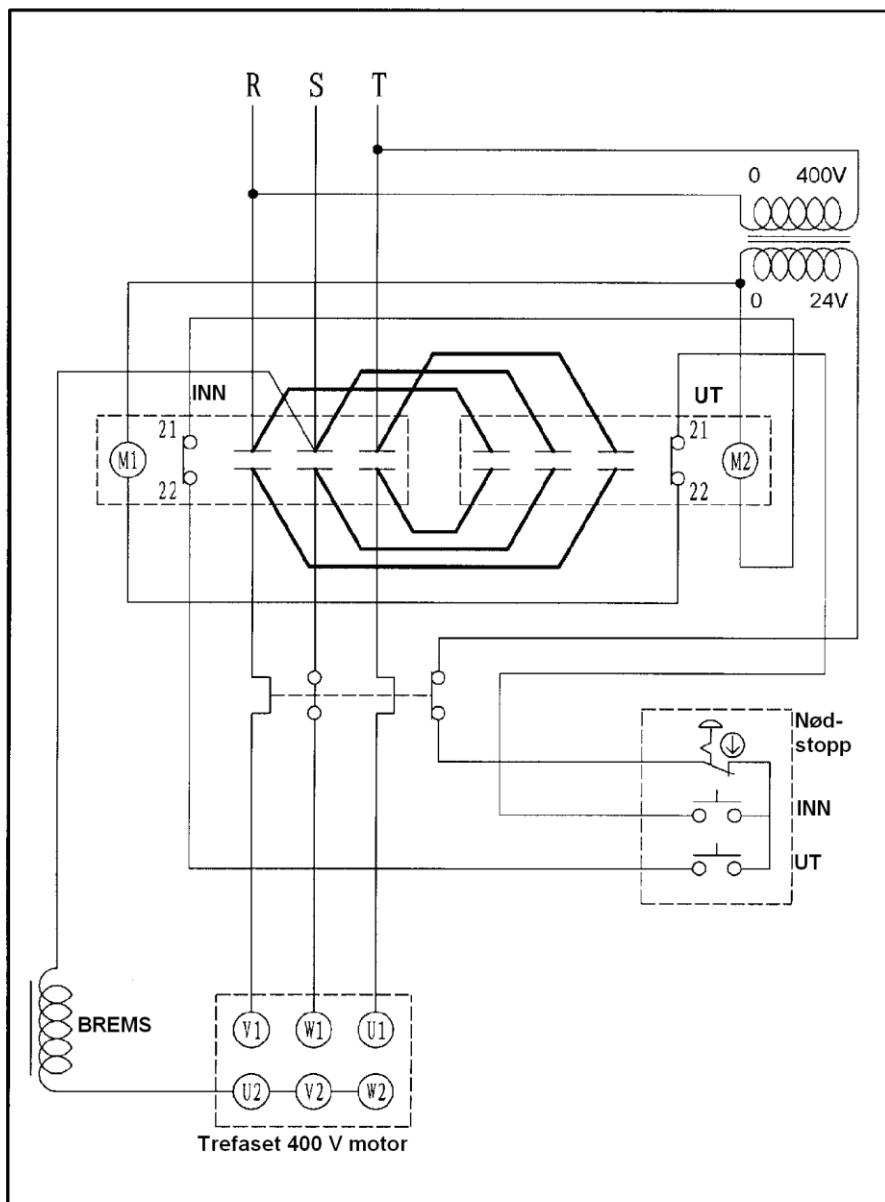 R S T
0 400V
0 24V
INN
UT
21
21
M1
M2
22
22
Nød-
stopp
INN
UT
BREMS
V1 W1 U1
U2 V2 W2
Trefaset 400 V motor